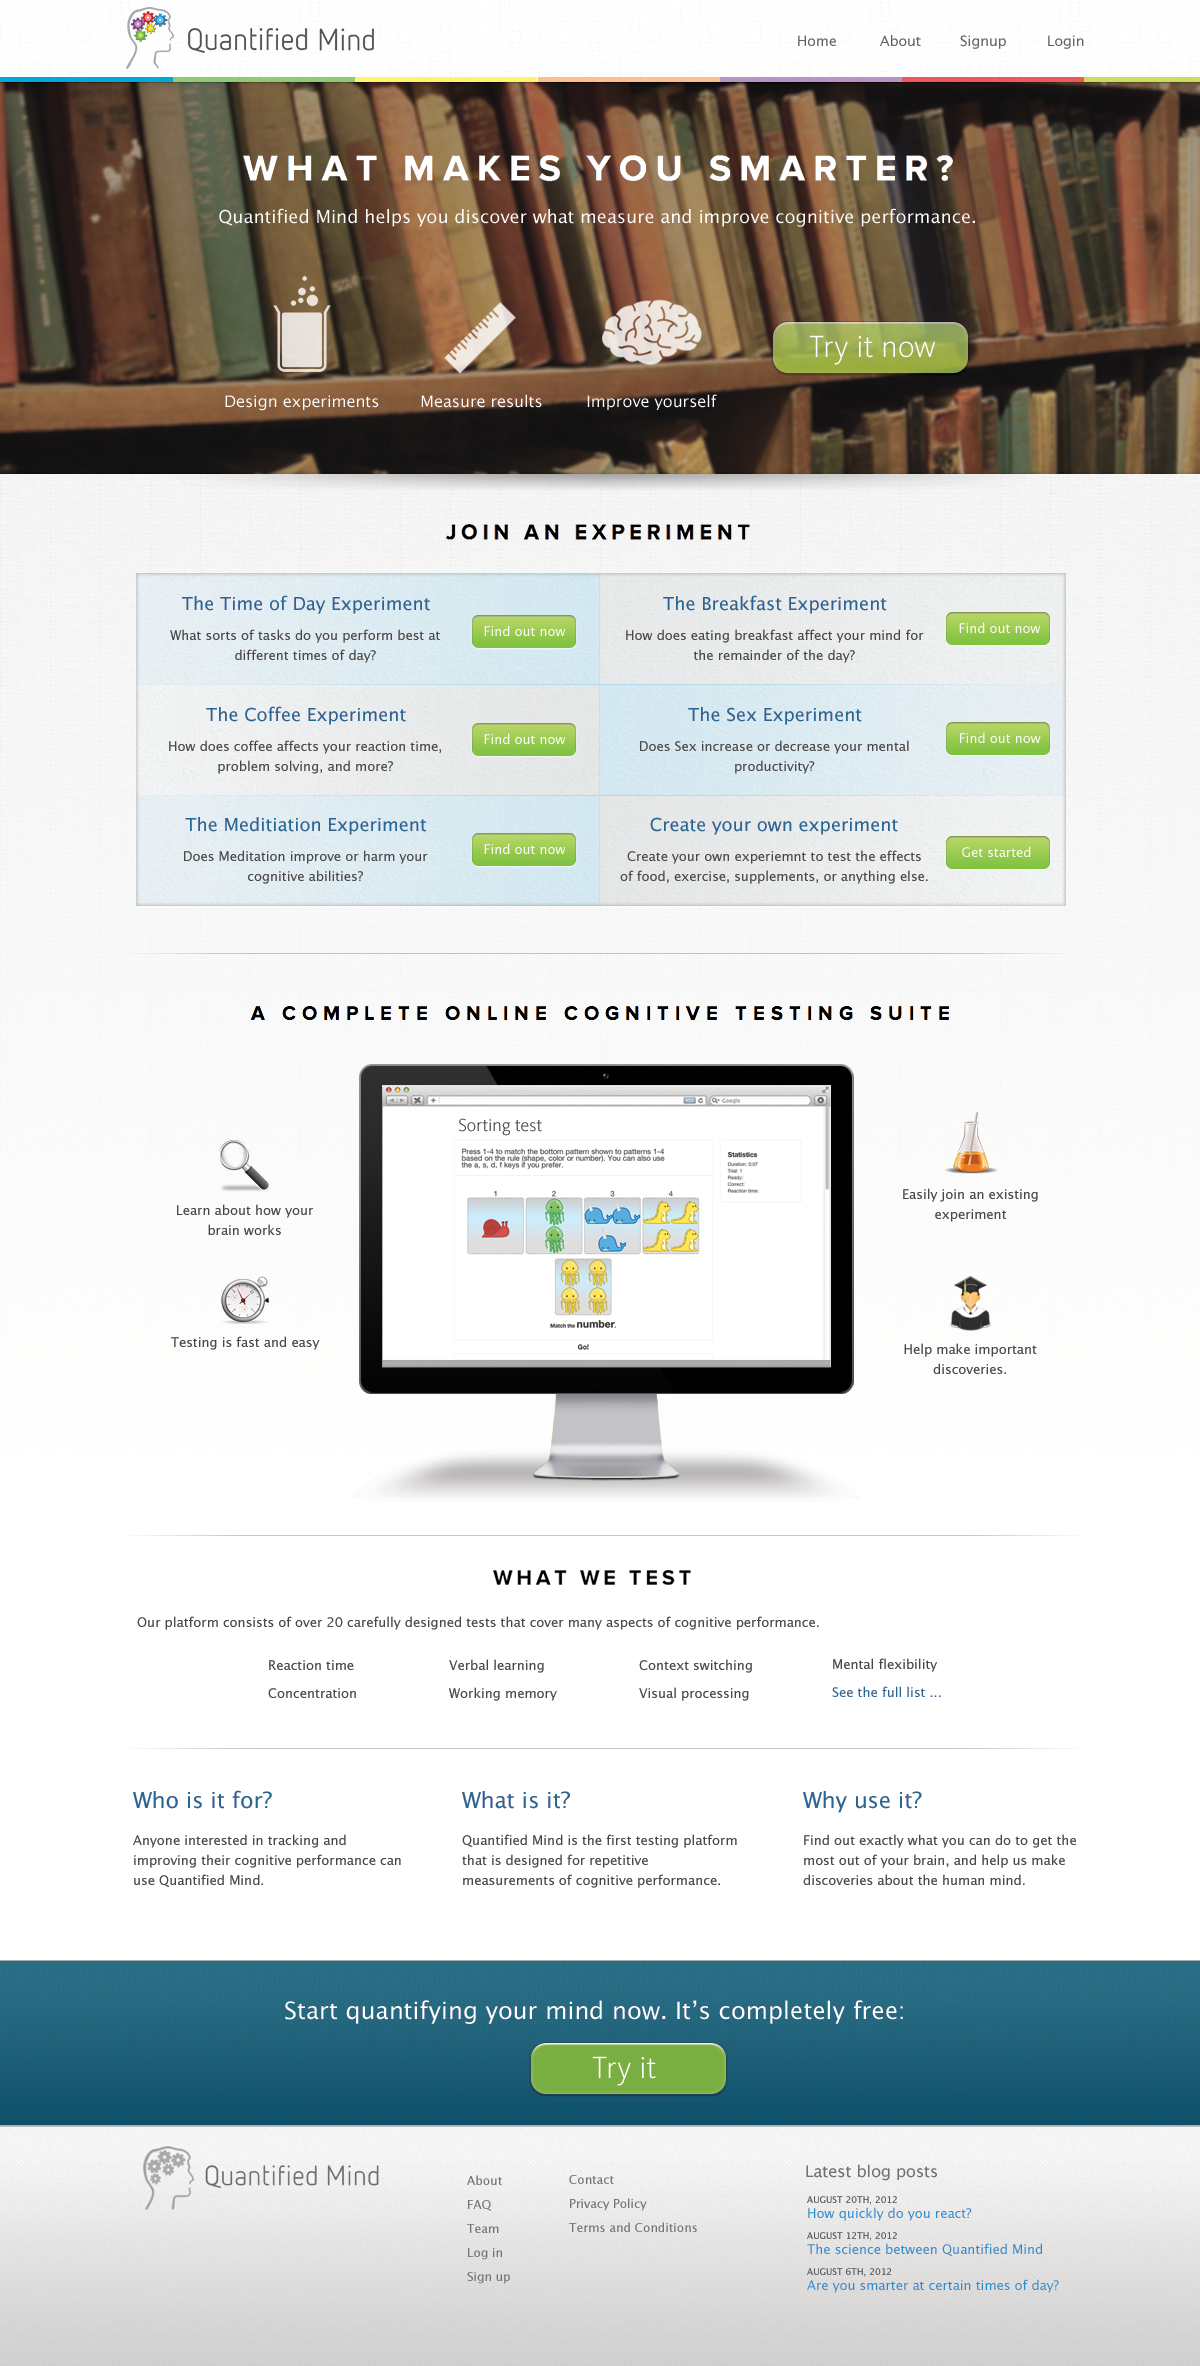 Quantified Mind
Home About Signup Login
WHAT MAKES YOU SMARTER?
Quantified Mind helps you discover what measure and improve cognitive performance.
Try it now
Design experiments Measure results Improve yourself
JOIN AN EXPERIMENT
The Time of Day Experiment
What sorts of tasks do you perform best at
different times of day?
Find out now
The Breakfast Experiment
How does eating breakfast affect your mind for
the remainder of the day?
Find out now
The Coffee Experiment
How does coffee affects your reaction time,
problem solving, and more?
Find out now
The Sex Experiment
Does Sex increase or decrease your mental
productivity?
Find out now
The Meditiation Experiment
Does Meditation improve or harm your
cognitive abilities?
Find out now
Create your own experiment
Create your own experiemnt to test the effects
of food, exercise, supplements, or anything else.
Get started
A COMPLETE ONLINE COGNITIVE TESTING SUITE
Learn about how your
brain works
Testing is fast and easy
Google
Sorting test
Press 1-4 to match the bottom pattern shown to patterns 1-4
based on the rule (shape, color or number). You can also use
the a, s, d, f keys if you prefer.
Statistics
Duration: 0:07
Trial: 1
Ready:
Correct:
Reaction time:
1 2 3 4
Match the number.
Go!
Easily join an existing
experiment
Help make important
discoveries.
WHAT WE TEST
Our platform consists of over 20 carefully designed tests that cover many aspects of cognitive performance.
Reaction time Verbal learning Context switching Mental flexibility
Concentration Working memory Visual processing See the full list ...
Who is it for?
Anyone interested in tracking and
improving their cognitive performance can
use Quantified Mind.
What is it?
Quantified Mind is the first testing platform
that is designed for repetitive
measurements of cognitive performance.
Why use it?
Find out exactly what you can do to get the
most out of your brain, and help us make
discoveries about the human mind.
Start quantifying your mind now. It’s completely free:
Try it
Quantified Mind
About
FAQ
Team
Log in
Sign up
Contact
Privacy Policy
Terms and Conditions
Latest blog posts
AUGUST 20TH, 2012
How quickly do you react?
AUGUST 12TH, 2012
The science between Quantified Mind
AUGUST 6TH, 2012
Are you smarter at certain times of day?